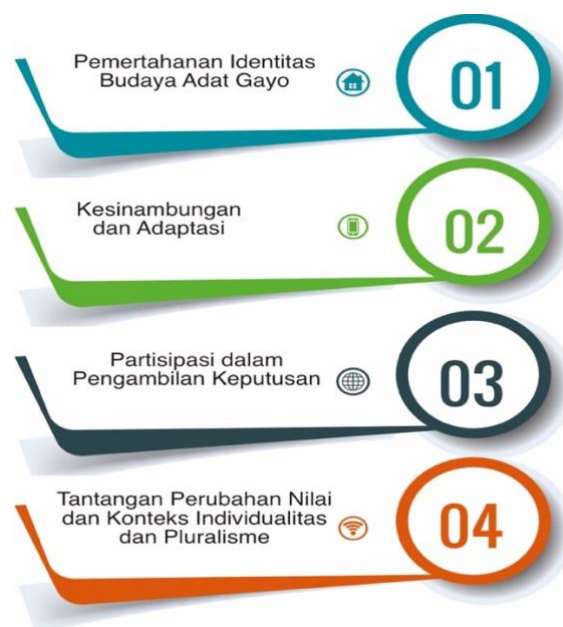 Pemertahanan Identitas
Budaya Adat Gayo
01
Kesinambungan
dan Adaptasi
02
Partisipasi dalam
Pengambilan Keputusan
03
Tantangan Perubahan Nilai
dan Konteks Individualitas
dan Pluralisme
04